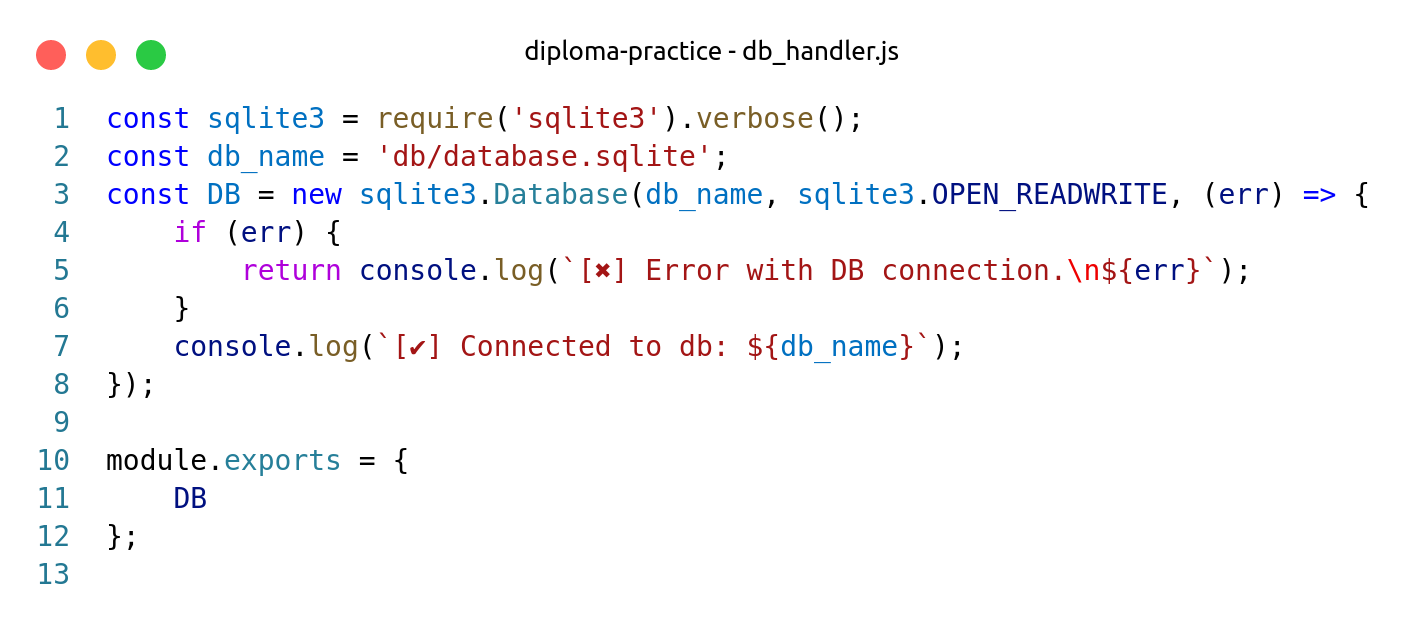 diploma-practice - db_handler.js
1 const sqlite3 = require('sqlite3').verbose();
2 const db_name = 'db/database.sqlite';
3 const DB = new sqlite3.Database(db_name, sqlite3.OPEN_READWRITE, (err) => {
4     if (err) {
5         return console.log(`[✖] Error with DB connection.\n${err}`);
6     }
7     console.log(`[✔] Connected to db: ${db_name}`);
8 });
9
10 module.exports = {
11     DB
12 };
13